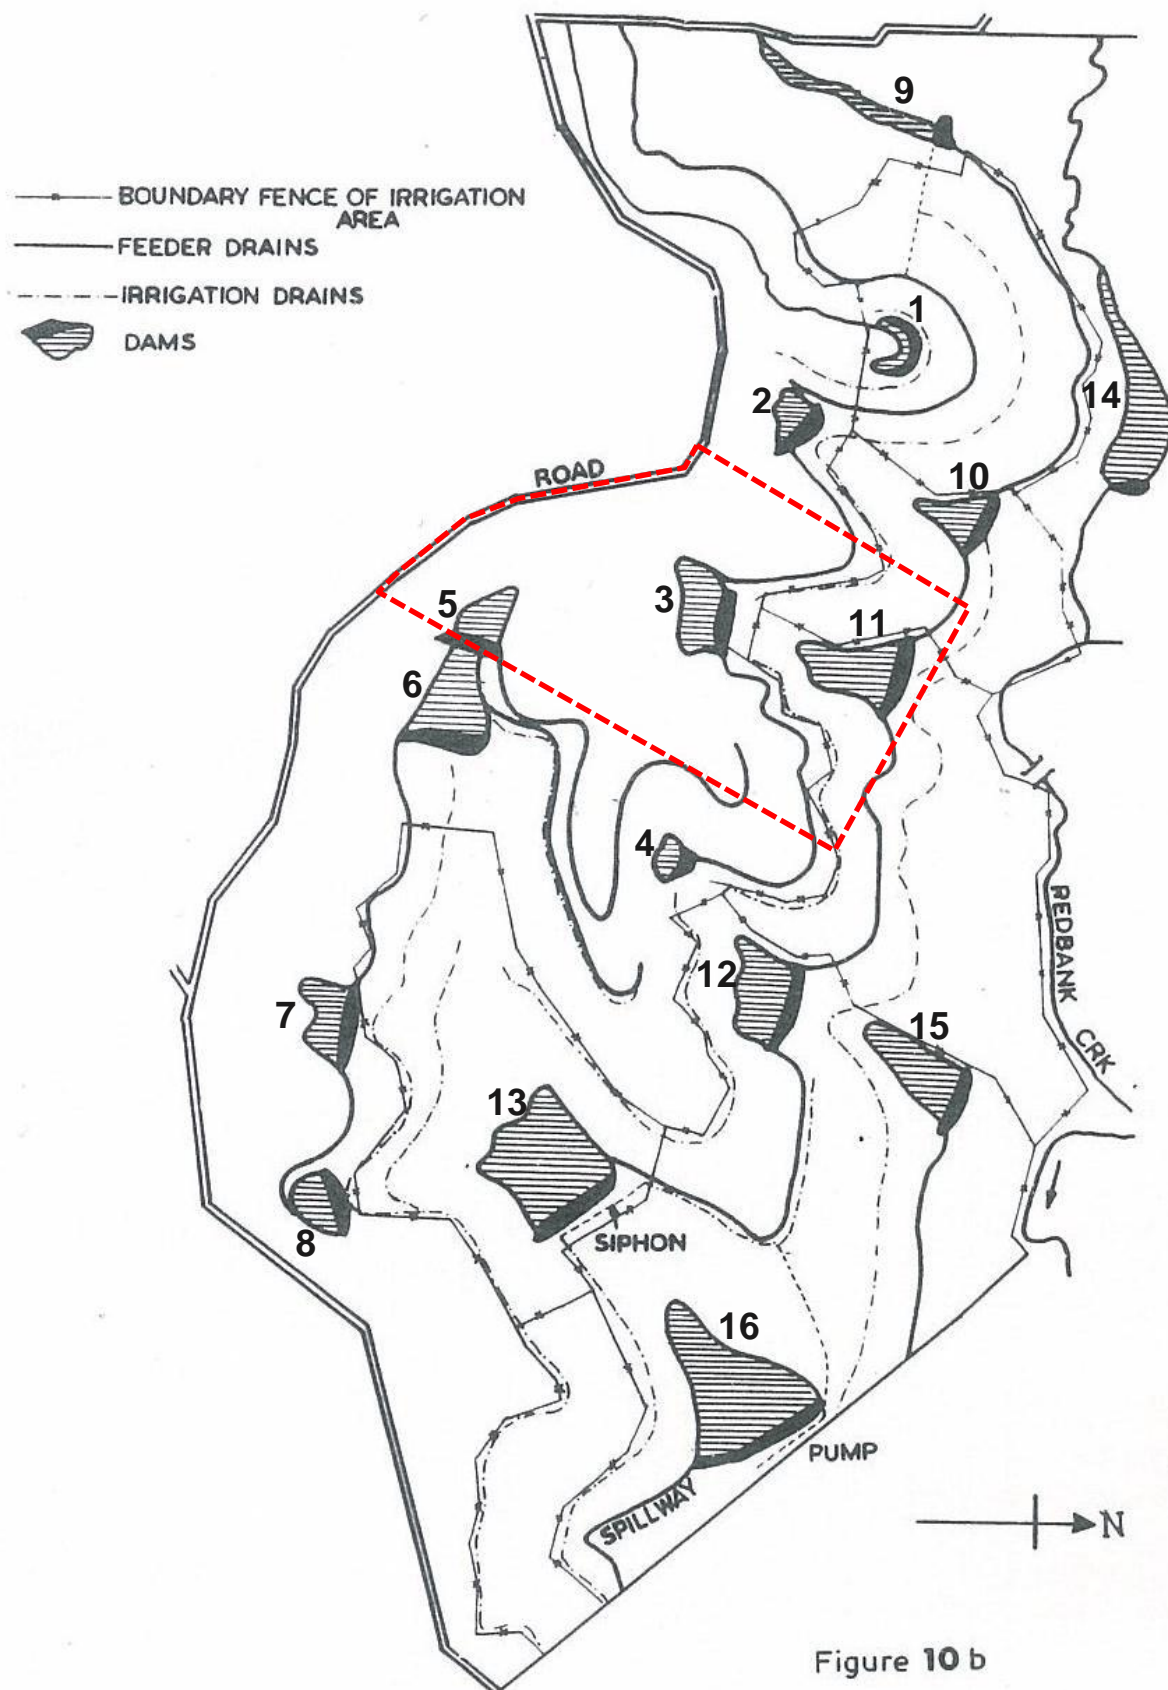 BOUNDARY FENCE OF IRRIGATION
AREA
FEEDER DRAINS
IRRIGATION DRAINS
DAMS
9
1
14
2
ROAD
10
3
5
11
6
4
REDBANK
CRK
12
7
15
13
8
SIPHON
16
PUMP
SPILLWAY
N
Figure 10 b